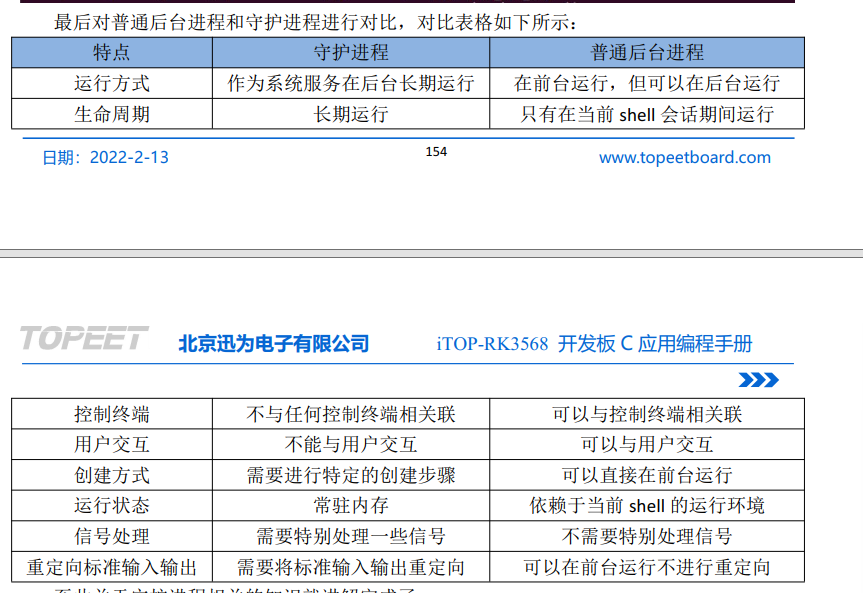 最后对普通后台进程和守护进程进行对比，对比表格如下所示：
特点 守护进程 普通后台进程
运行方式 作为系统服务在后台长期运行 在前台运行，但可以在后台运行
生命周期 长期运行 只有在当前 shell 会话期间运行
日期：2022-2-13 154 www.topeetboard.com
TOPEET 北京迅为电子有限公司 iTOP-RK3568 开发板 C 应用编程手册
控制终端 不与任何控制终端相关联 可以与控制终端相关联
用户交互 不能与用户交互 可以与用户交互
创建方式 需要进行特定的创建步骤 可以直接在前台运行
运行状态 常驻内存 依赖于当前 shell 的运行环境
信号处理 需要特别处理一些信号 不需要特别处理信号
重定向标准输入输出 需要将标准输入输出重定向 可以在前台运行不进行重定向